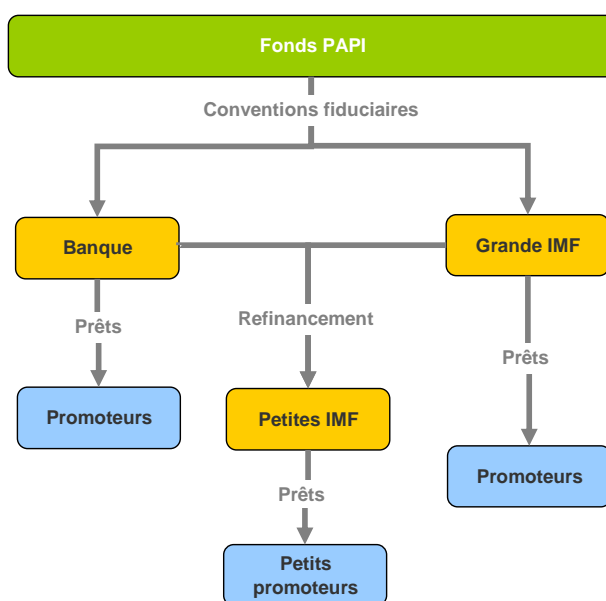 Fonds PAPI
Conventions fiduciaires
Banque
Grande IMF
Prêts
Refinancement
Prêts
Promoteurs
Petites IMF
Promoteurs
Prêts
Petits
promoteurs